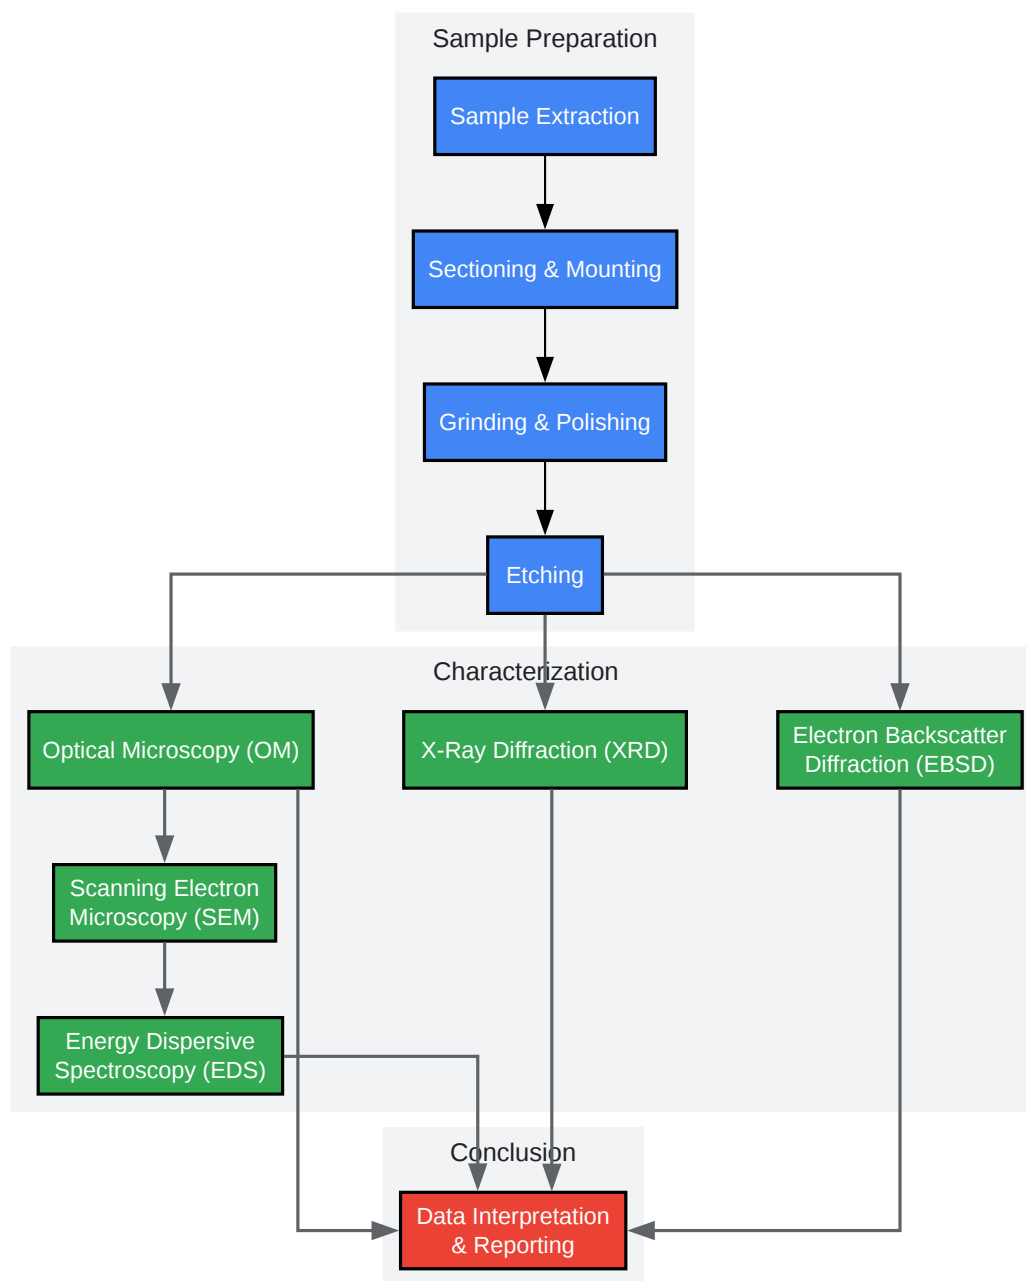 Sample Preparation
Sample Extraction
Sectioning & Mounting
Grinding & Polishing
Etching
Characterization
Optical Microscopy (OM)
X-Ray Diffraction (XRD)
Electron Backscatter
Diffraction (EBSD)
Scanning Electron
Microscopy (SEM)
Energy Dispersive
Spectroscopy (EDS)
Conclusion
Data Interpretation
& Reporting